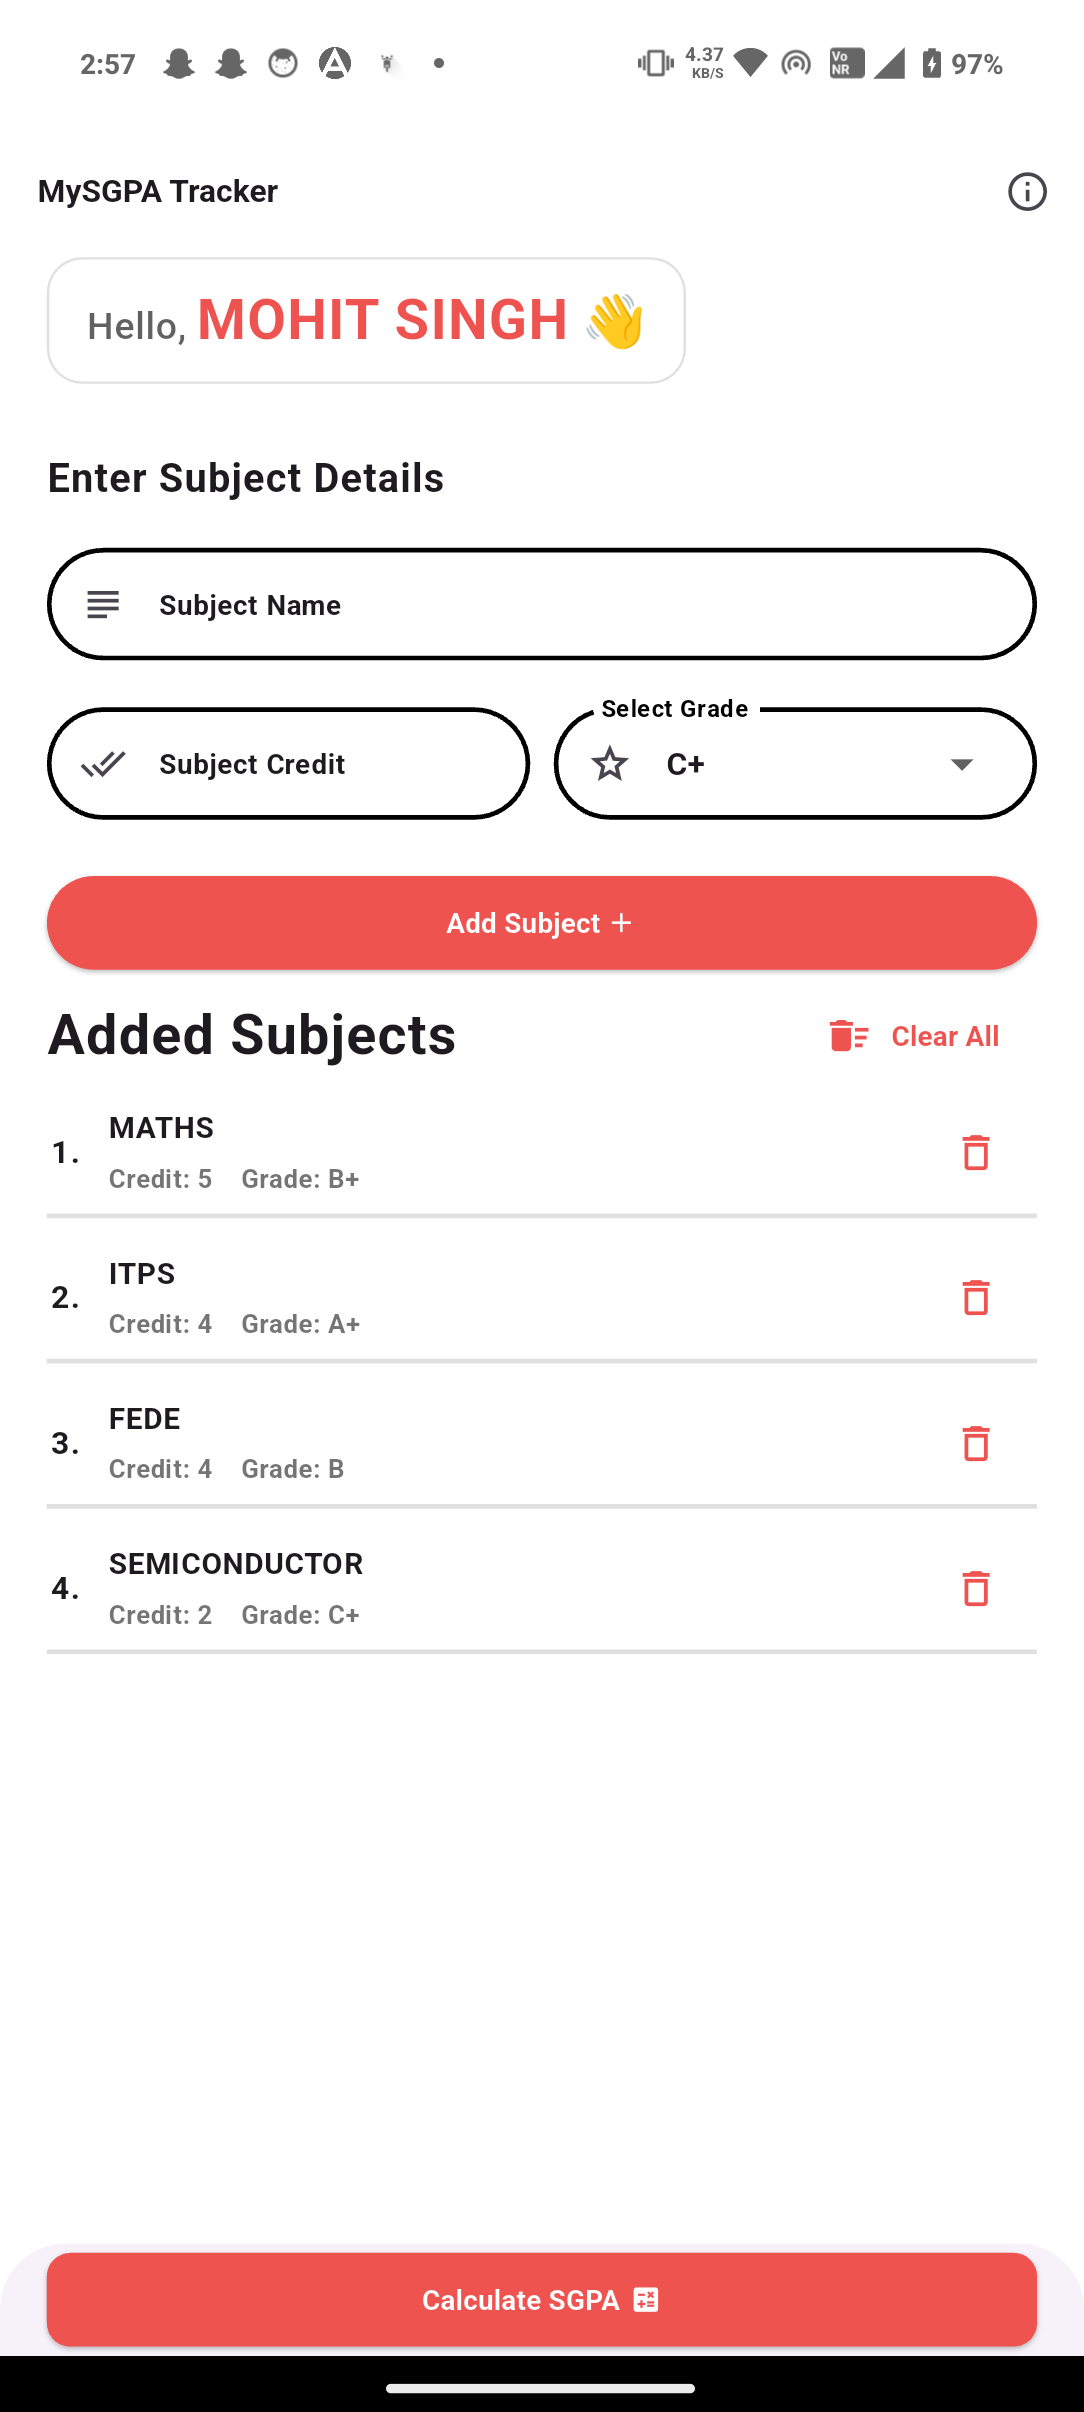 2:57 4.37 KB/S Vo NR 97%
MySGPA Tracker
Hello, MOHIT SINGH 👋
Enter Subject Details
Subject Name
Select Grade
Subject Credit C+
Add Subject +
Added Subjects Clear All
1. MATHS
Credit: 5 Grade: B+
2. ITPS
Credit: 4 Grade: A+
3. FEDE
Credit: 4 Grade: B
4. SEMICONDUCTOR
Credit: 2 Grade: C+
Calculate SGPA